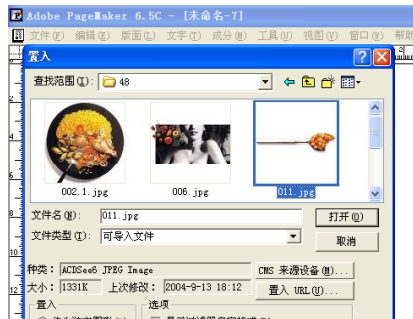 Adobe PageMaker 6.5C - [未命名-7]
文件(F) 编辑(E) 版面(L) 文字(T) 成分(M) 工具(U) 视图(V) 窗口(W) 帮助
置入
查找范围(I): 48
002.1.jpg 006.jpg 011.jpg
文件名(N): 011.jpg 打开(O)
文件类型(T): 可导入文件 取消
种类: ACDSee6 JPEG Image CMS 来源设备(M)...
大小: 1331K 上次修改: 2004-9-13 18:12 置入 URL(U)...
置入 选项